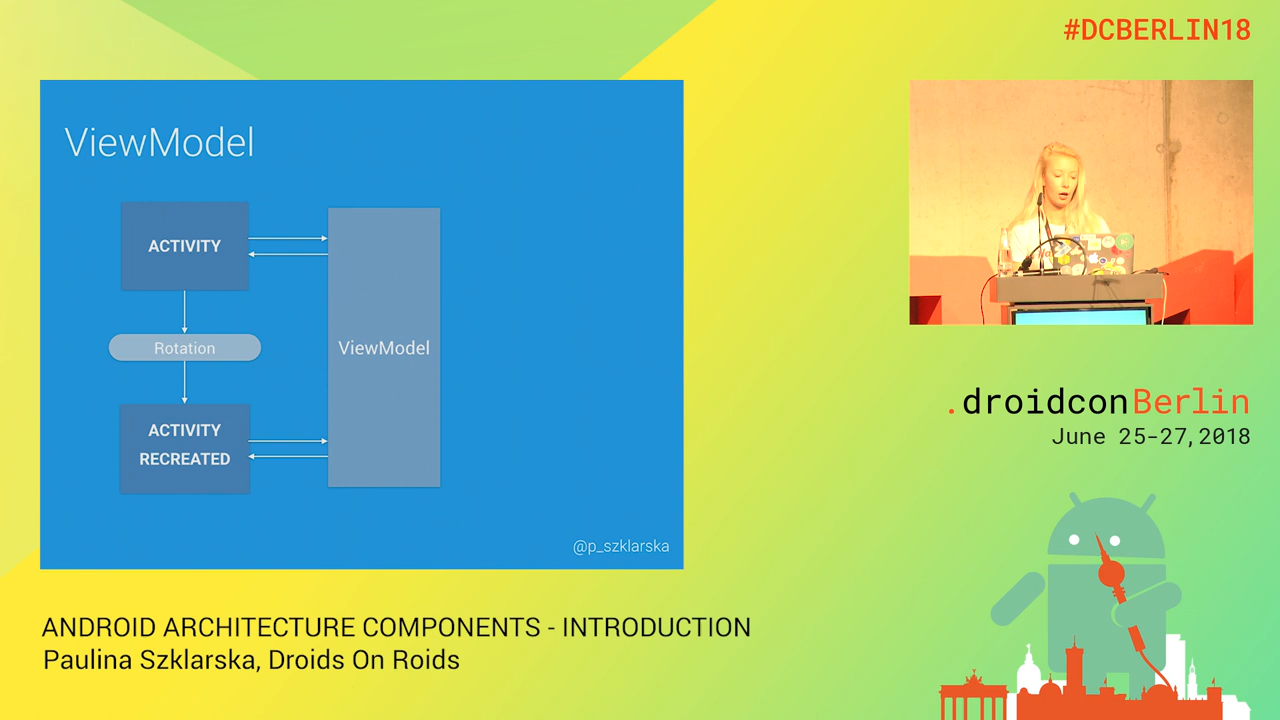 #DCBERLIN18
ViewModel
ACTIVITY
Rotation
ViewModel
ACTIVITY
RECREATED
@p_szklarska
.droidconBerlin
June 25-27, 2018
ANDROID ARCHITECTURE COMPONENTS - INTRODUCTION
Paulina Szklarska, Droids On Roids